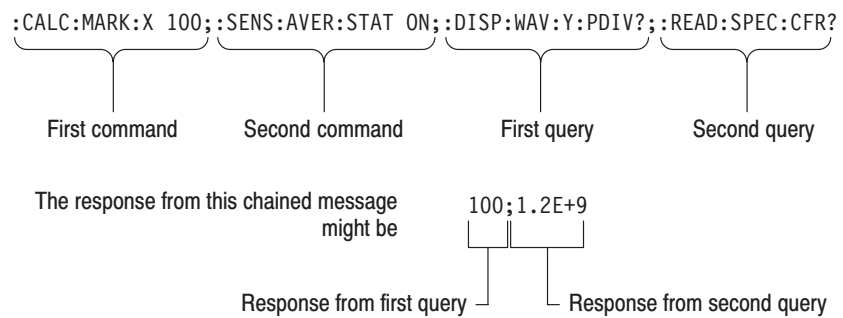 :CALC:MARK:X 100;:SENS:AVER:STAT ON;:DISP:WAV:Y:PDIV?;:READ:SPEC:CFR?
First command Second command First query Second query
The response from this chained message
might be
100;1.2E+9
Response from first query Response from second query